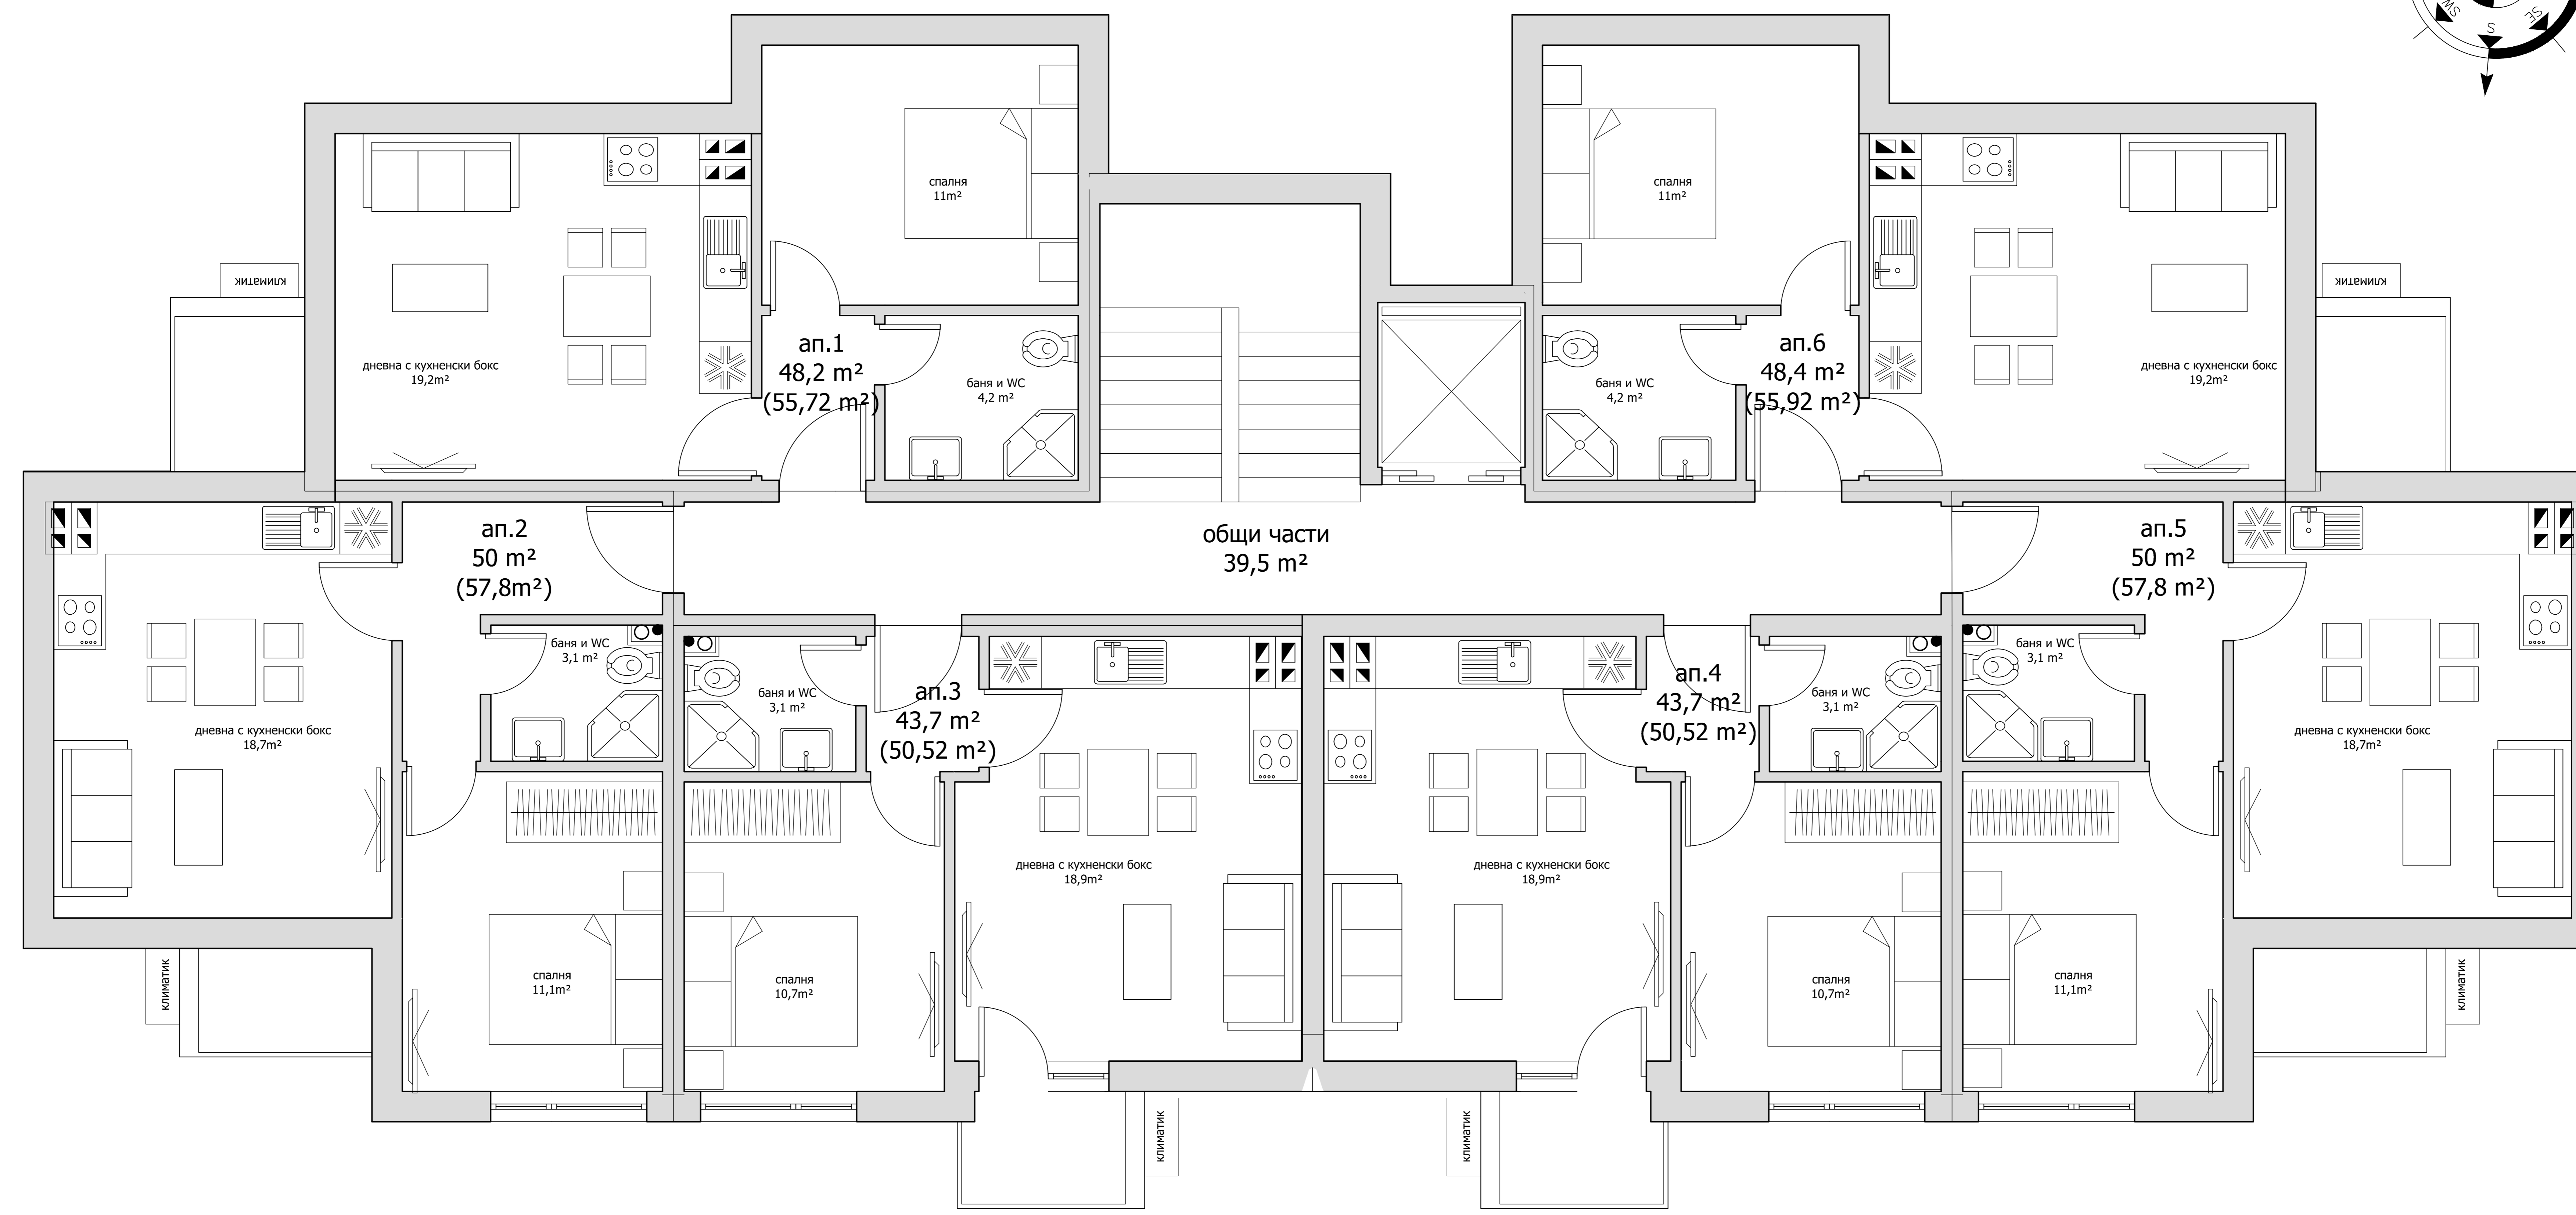 SW
S
SE
спалня
11m²
спалня
11m²
климатик
климатик
дневна с кухненски бокс
19,2m²
ап.1
48,2 m²
(55,72 m²)
баня и WC
4,2 m²
баня и WC
4,2 m²
ап.6
48,4 m²
(55,92 m²)
дневна с кухненски бокс
19,2m²
ап.2
50 m²
(57,8m²)
общи части
39,5 m²
ап.5
50 m²
(57,8 m²)
баня и WC
3,1 m²
баня и WC
3,1 m²
ап.3
43,7 m²
(50,52 m²)
ап.4
43,7 m²
(50,52 m²)
баня и WC
3,1 m²
баня и WC
3,1 m²
дневна с кухненски бокс
18,7m²
дневна с кухненски бокс
18,7m²
дневна с кухненски бокс
18,9m²
дневна с кухненски бокс
18,9m²
климатик
спалня
11,1m²
спалня
10,7m²
спалня
10,7m²
спалня
11,1m²
климатик
климатик
климатик